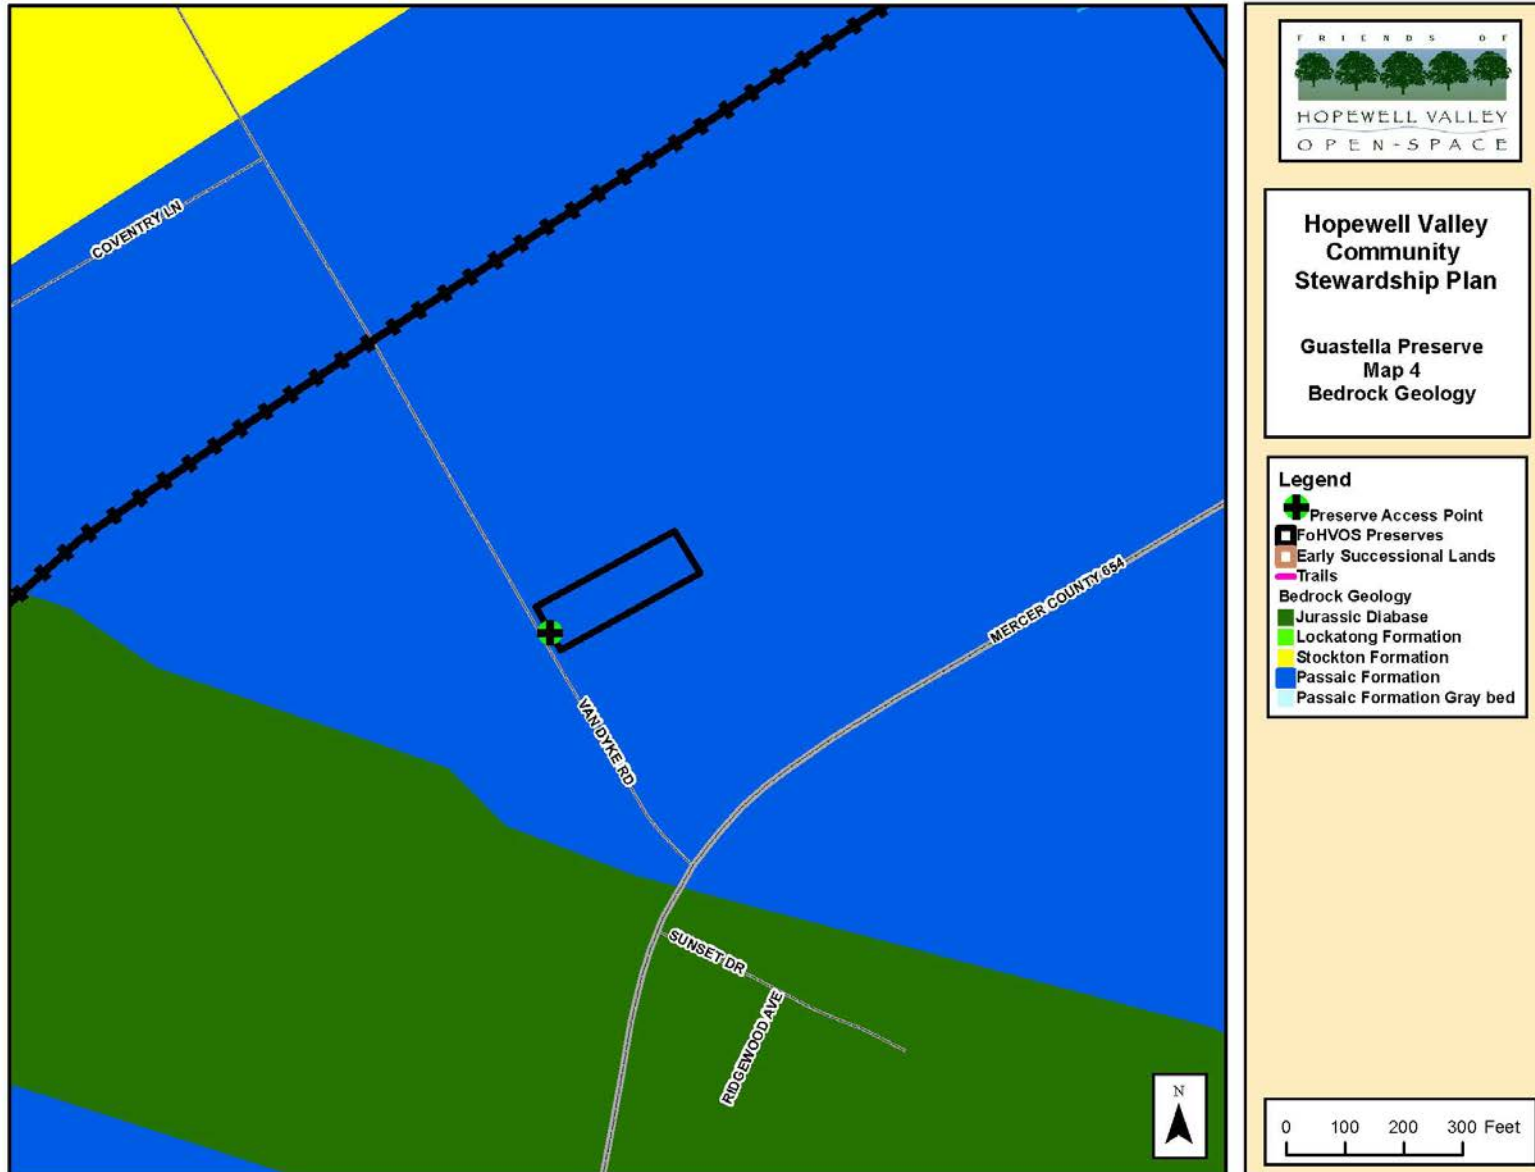 COVENTRY LN
VAN DYKE RD
MERCER COUNTY 654
SUNSET DR
RIDGEWOOD AVE
N
FRIENDS OF
HOPEWELL VALLEY
OPEN-SPACE
Hopewell Valley
Community
Stewardship Plan
Guastella Preserve
Map 4
Bedrock Geology
Legend
Preserve Access Point
FoHVOS Preserves
Early Successional Lands
Trails
Bedrock Geology
Jurassic Diabase
Lockatong Formation
Stockton Formation
Passaic Formation
Passaic Formation Gray bed
0 100 200 300 Feet